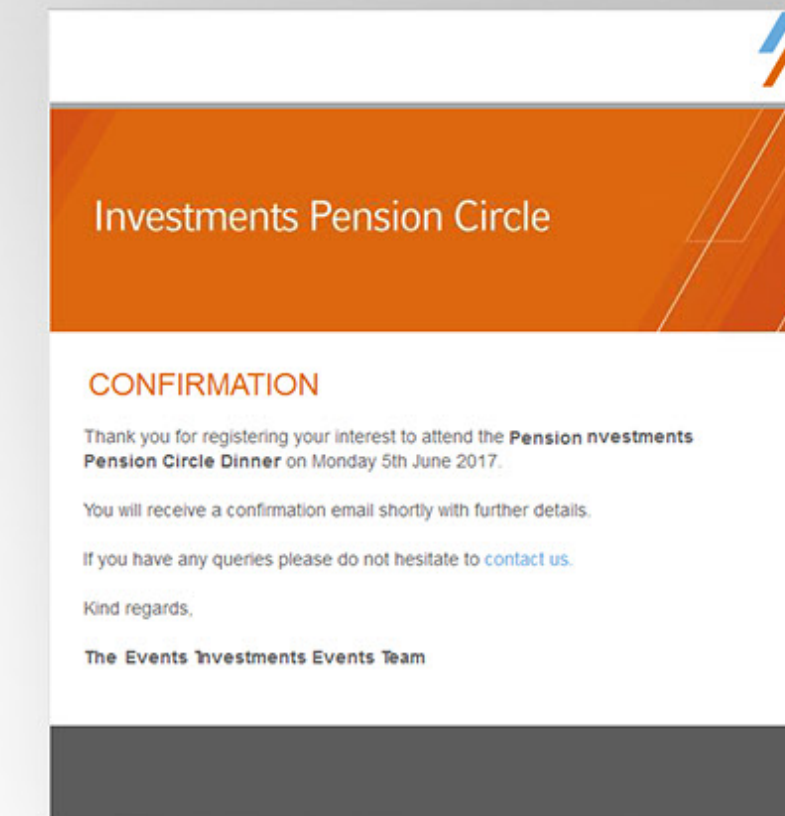 Investments Pension Circle
CONFIRMATION
Thank you for registering your interest to attend the Pension nvestments
Pension Circle Dinner on Monday 5th June 2017.
You will receive a confirmation email shortly with further details.
If you have any queries please do not hesitate to contact us.
Kind regards,
The Events Investments Events Team